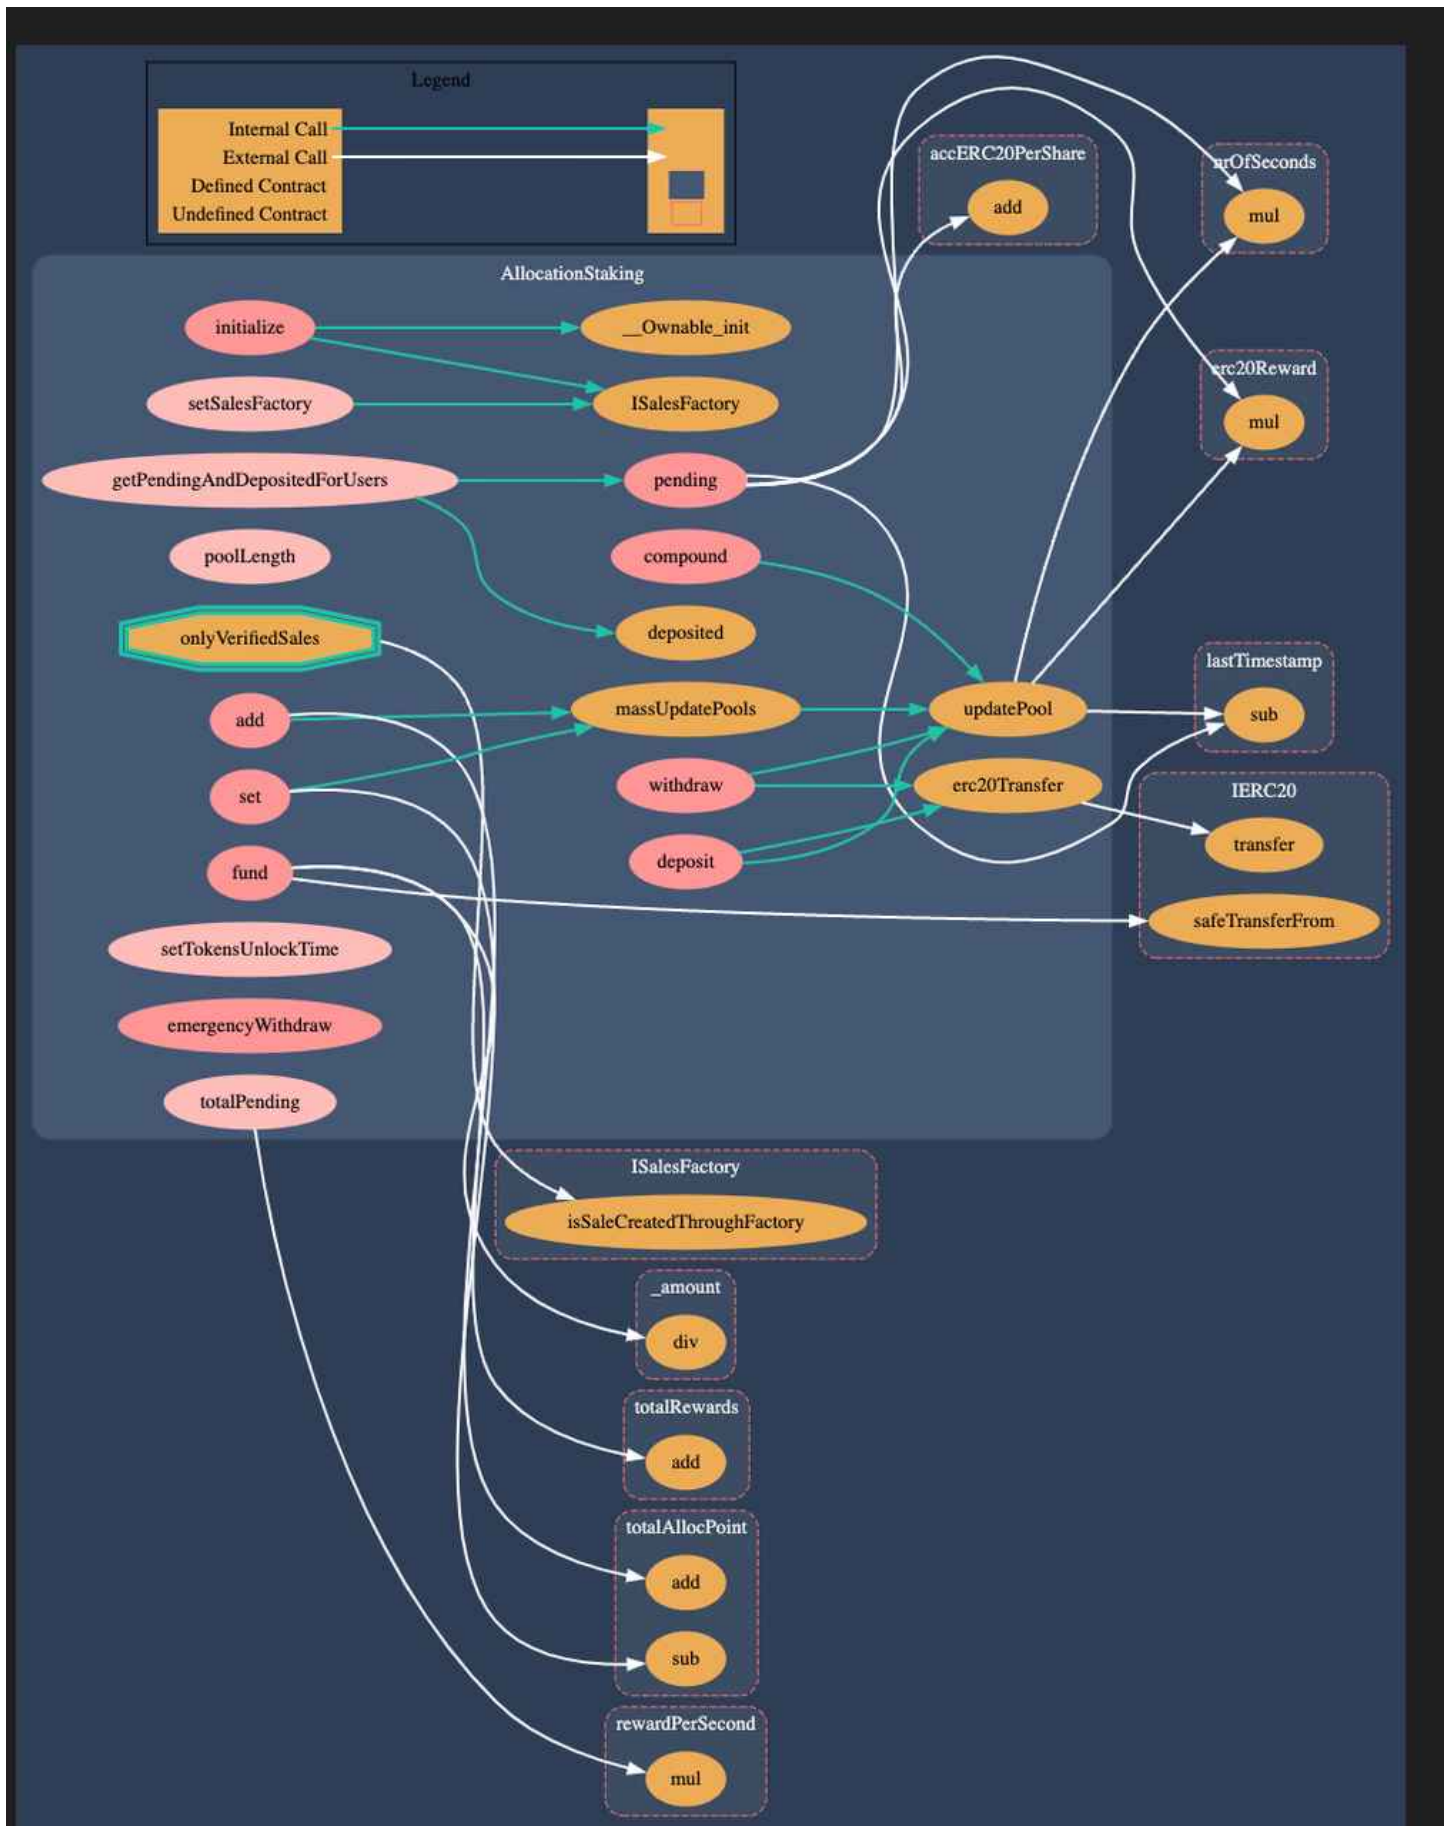 Legend
Internal Call
External Call
Defined Contract
Undefined Contract
accERC20PerShare
add
nrOfSeconds
mul
AllocationStaking
initialize
__Ownable_init
setSalesFactory
ISalesFactory
erc20Reward
mul
getPendingAndDepositedForUsers
pending
poolLength
compound
onlyVerifiedSales
deposited
lastTimestamp
sub
add
massUpdatePools
updatePool
set
withdraw
erc20Transfer
IERC20
transfer
fund
deposit
safeTransferFrom
setTokensUnlockTime
emergencyWithdraw
totalPending
ISalesFactory
isSaleCreatedThroughFactory
_amount
div
totalRewards
add
totalAllocPoint
add
sub
rewardPerSecond
mul